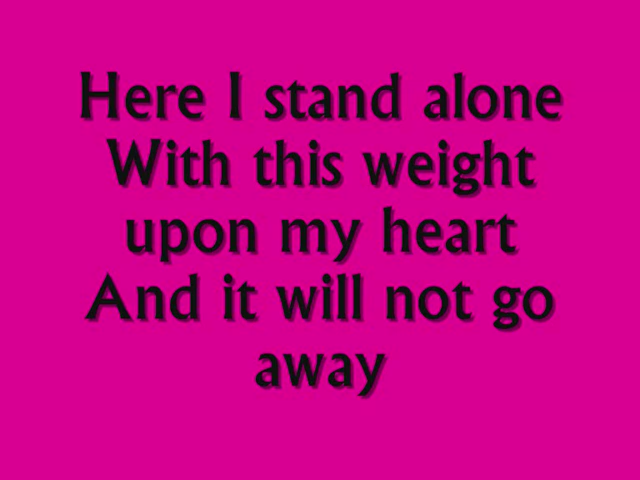 Here I stand alone
With this weight
upon my heart
And it will not go
away